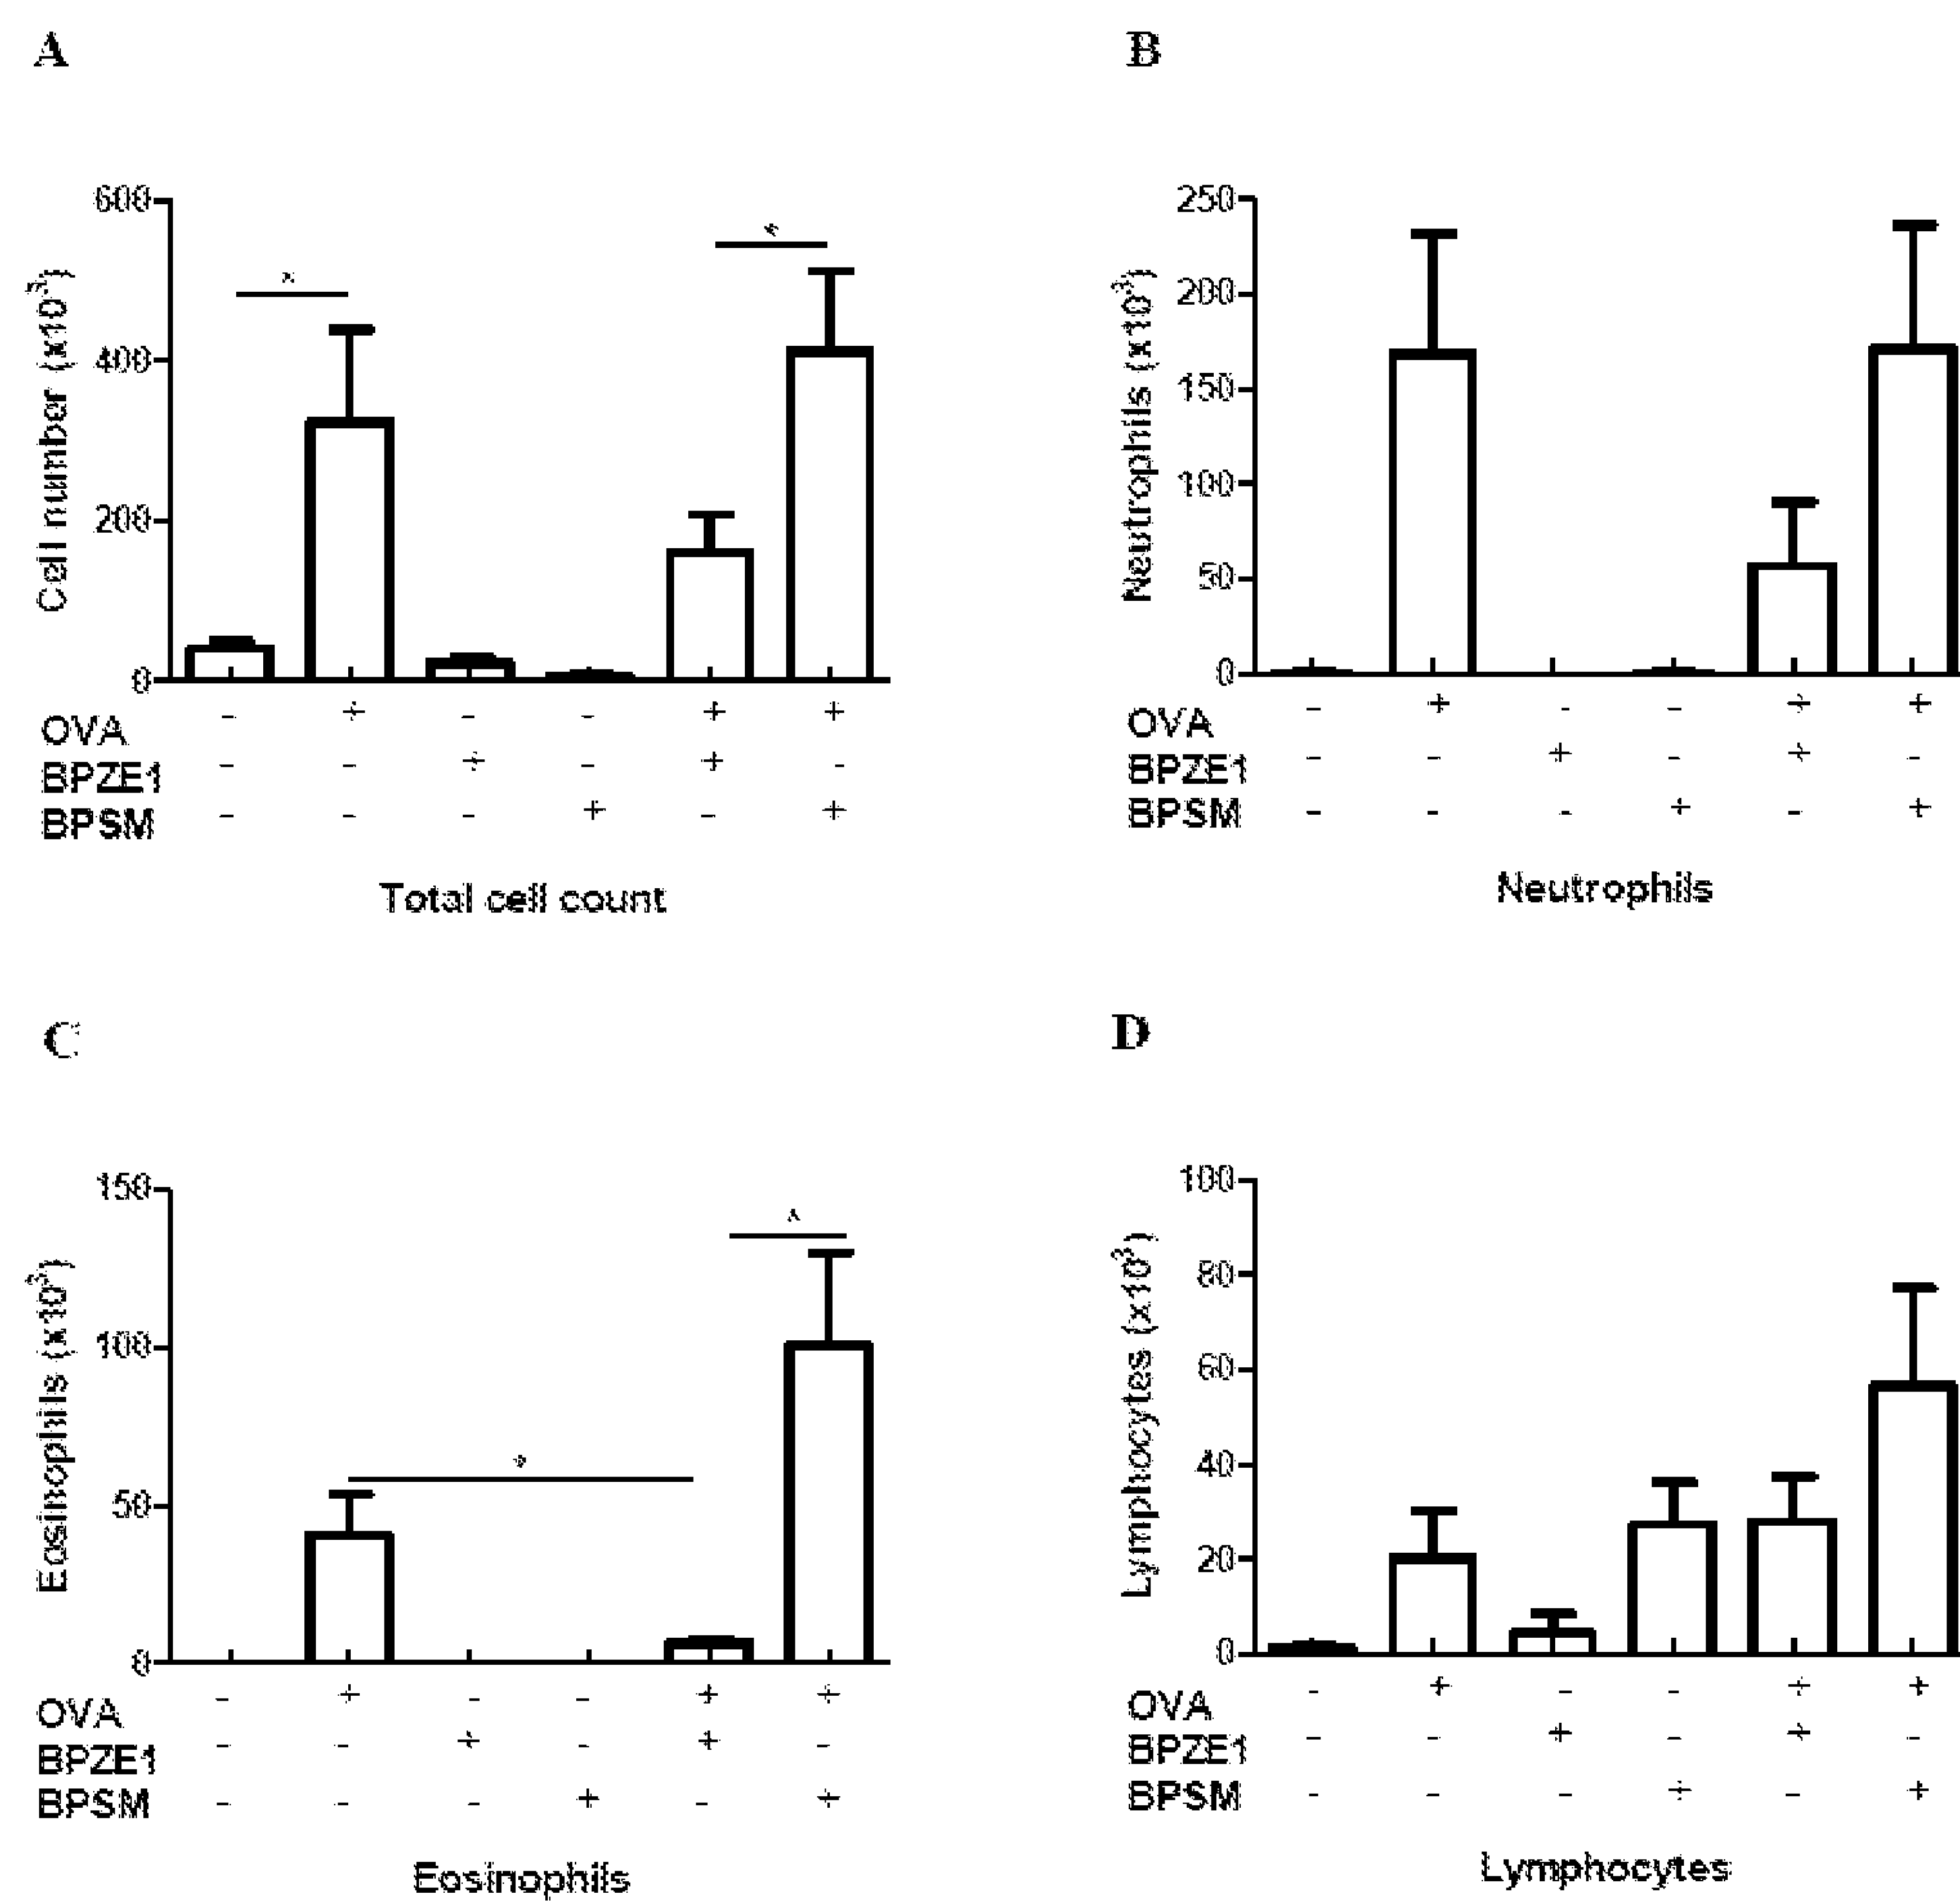 A
B
600
400
200
0
Cell number (x10³)
*
*
OVA - + - - + +
BPZE1 - - + - + -
BPSM - - - + - +
Total cell count
250
200
150
100
50
0
Neutrophils (x10³)
OVA - + - - + +
BPZE1 - - + - + -
BPSM - - - + - +
Neutrophils
C
D
150
100
50
0
Eosinophils (x10³)
*
*
OVA - + - - + +
BPZE1 - - + - + -
BPSM - - - + - +
Eosinophils
100
80
60
40
20
0
Lymphocytes (x10³)
OVA - + - - + +
BPZE1 - - + - + -
BPSM - - - + - +
Lymphocytes